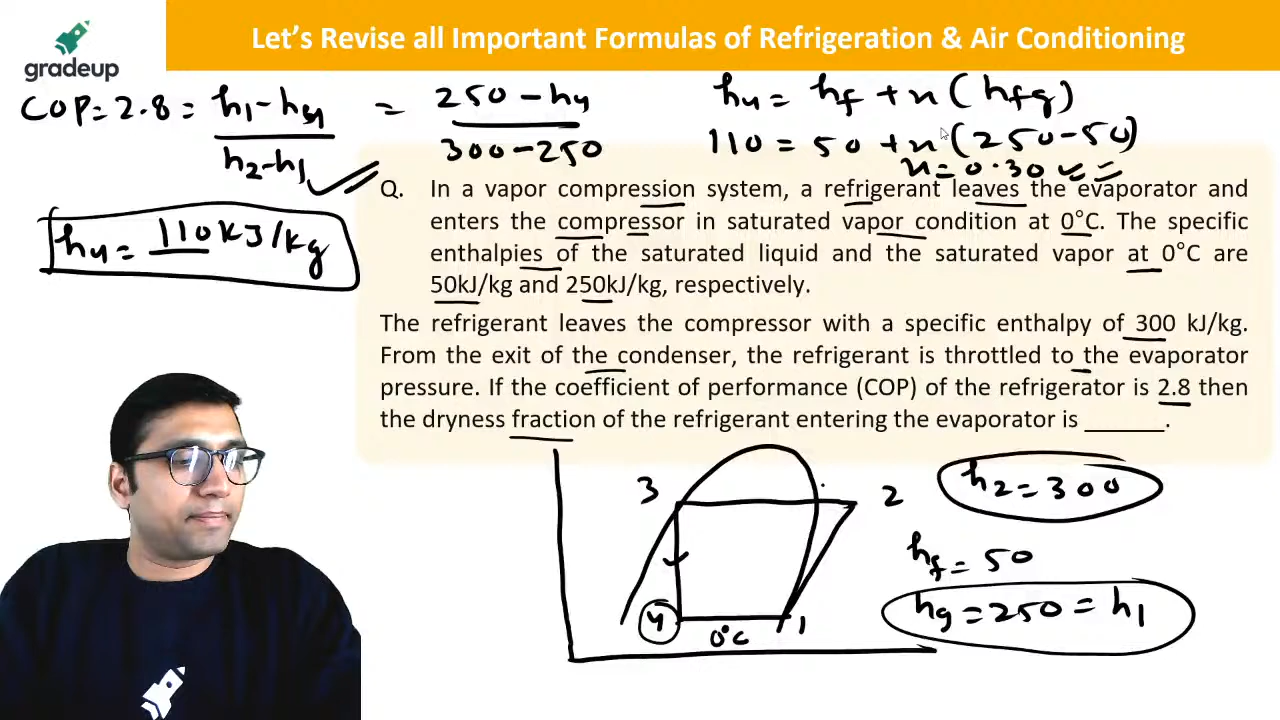 Let's Revise all Important Formulas of Refrigeration & Air Conditioning
gradeup
COP = 2.8 = h1 - h4 / h2 - h1 = 250 - h4 / 300 - 250
h4 = 110 kJ/kg
h4 = hf + x (hfg)
110 = 50 + x (250 - 50)
x = 0.30
Q. In a vapor compression system, a refrigerant leaves the evaporator and
enters the compressor in saturated vapor condition at 0°C. The specific
enthalpies of the saturated liquid and the saturated vapor at 0°C are
50kJ/kg and 250kJ/kg, respectively.
The refrigerant leaves the compressor with a specific enthalpy of 300 kJ/kg.
From the exit of the condenser, the refrigerant is throttled to the evaporator
pressure. If the coefficient of performance (COP) of the refrigerator is 2.8 then
the dryness fraction of the refrigerant entering the evaporator is ______.
3
2
4
0°C
1
h2 = 300
hf = 50
hg = 250 = h1